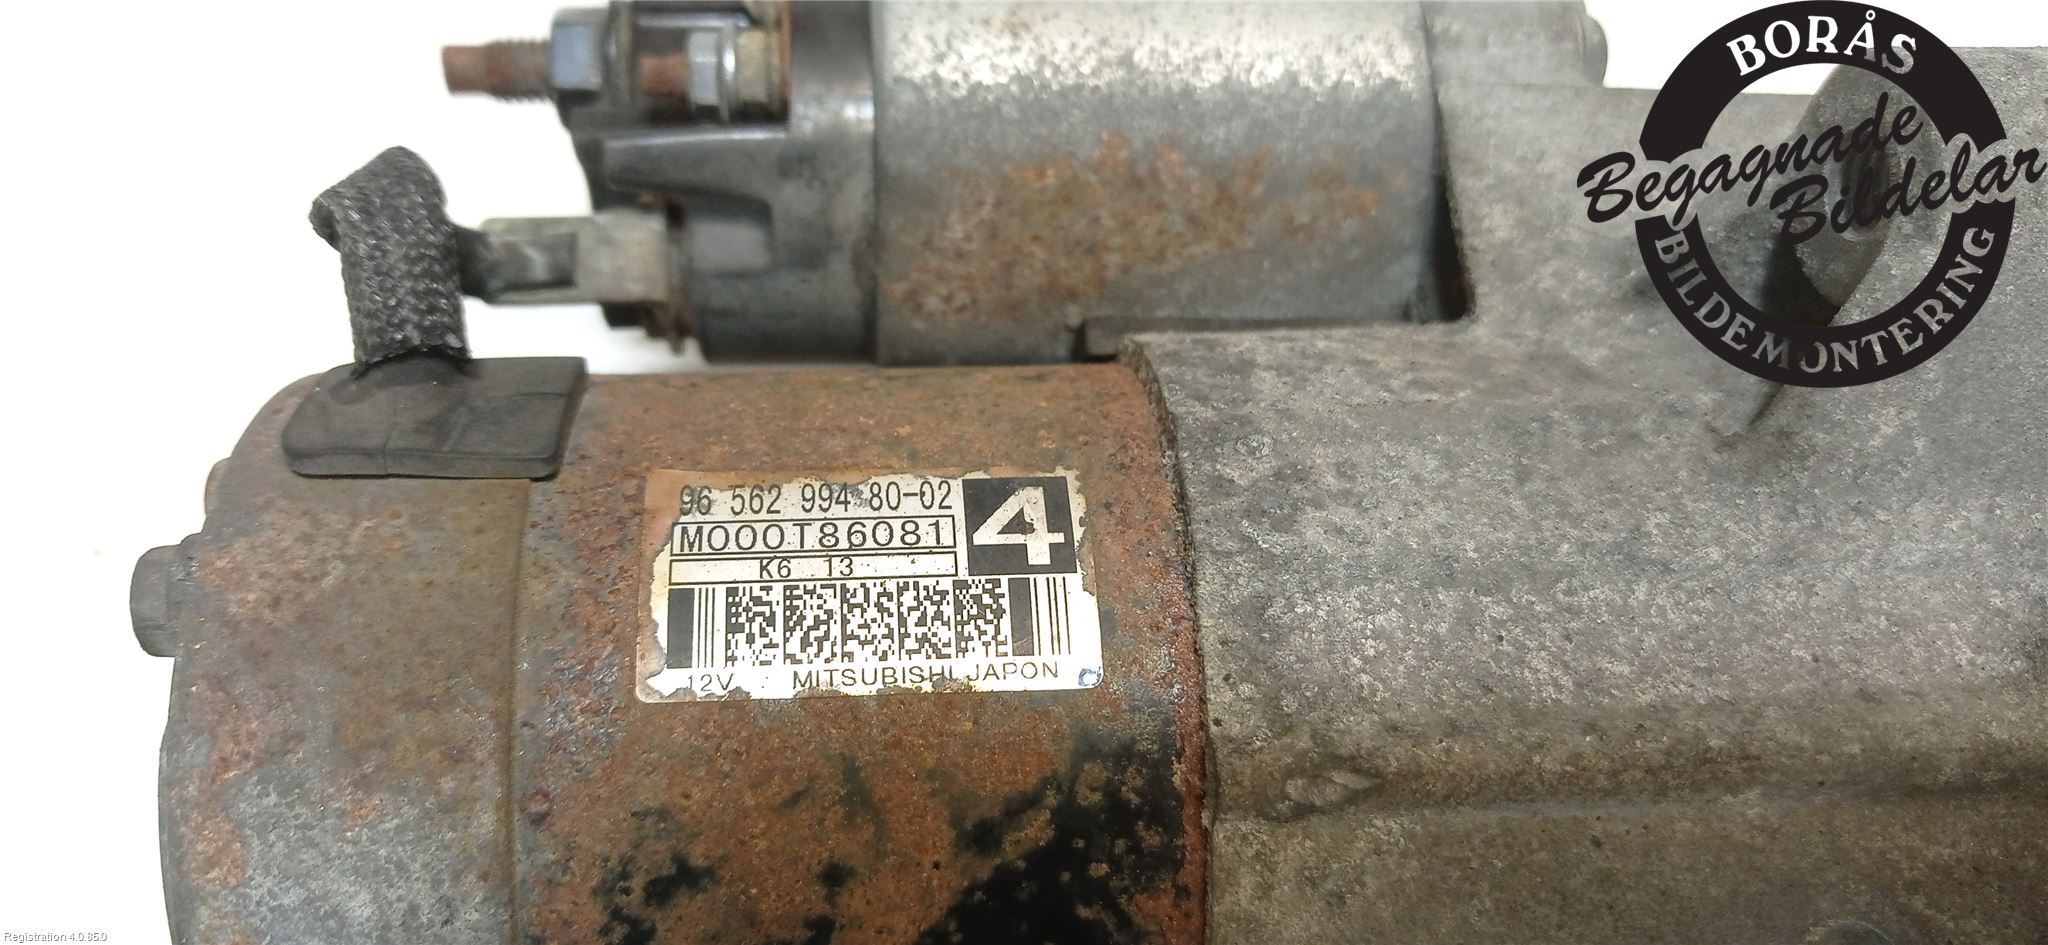 BORÅS
Begagnade
Bildelar
BILDEMONTERING
96 562 994 80-02
4
M000T86081
K6 13
12V MITSUBISHI JAPON
Registration 4.0.85.0